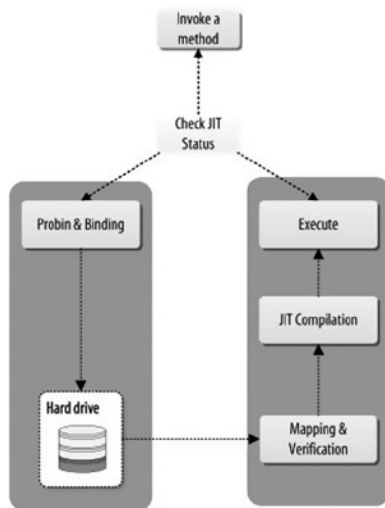 Invoke a
method
Check JIT
Status
Probin & Binding
Execute
JIT Compilation
Hard drive
Mapping &
Verification